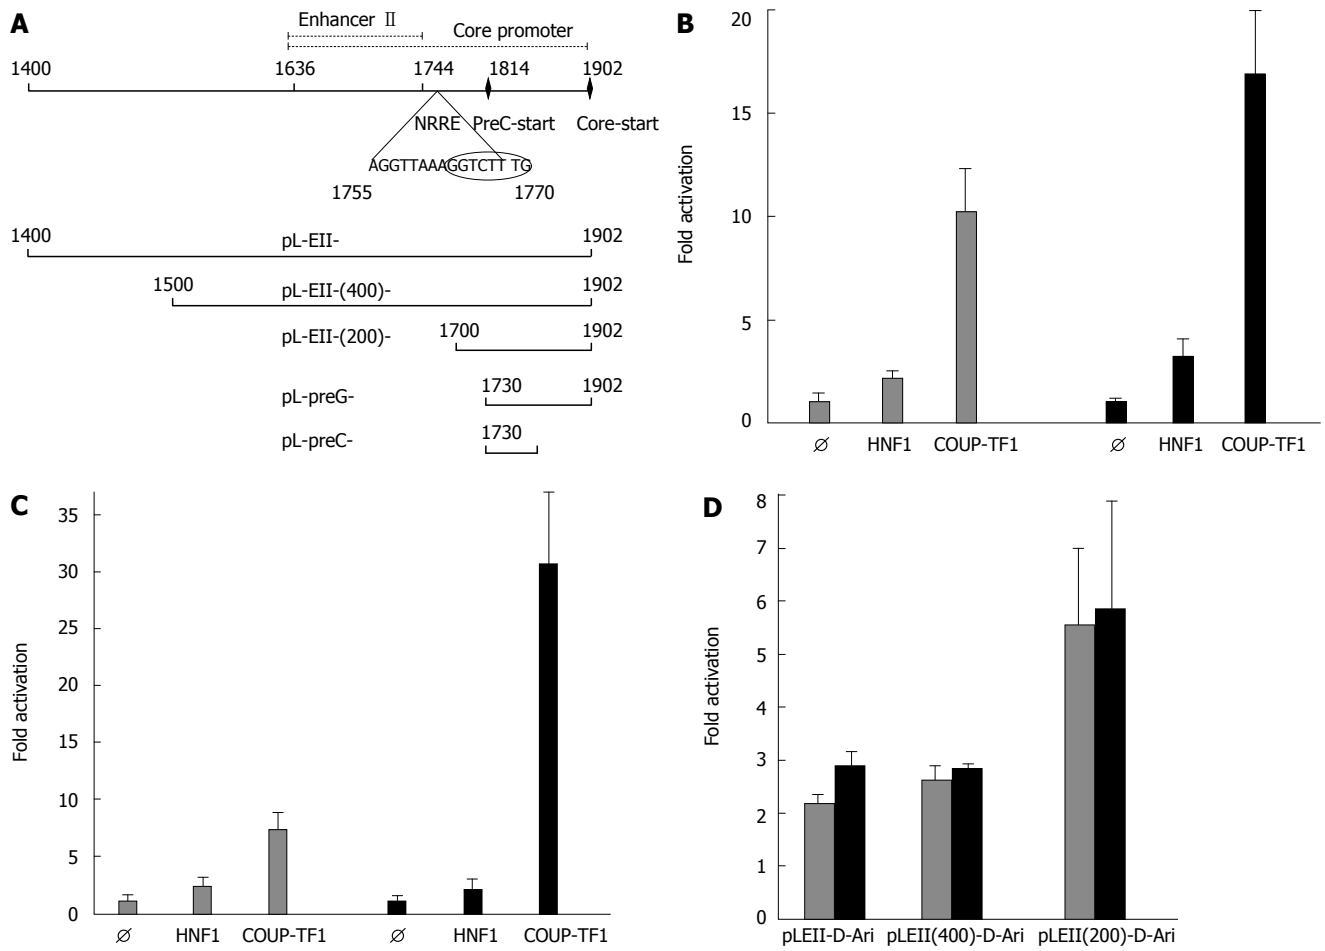 A
Enhancer Ⅱ
Core promoter
1400 1636 1744 1814 1902
NRRE PreC-start Core-start
AGGTTAAAGGTCTT TG
1755 1770
1400 1902
pL-EII-
1500 1902
pL-EII-(400)-
1700 1902
pL-EII-(200)-
1730 1902
pL-preG-
1730
pL-preC-
B
Fold activation
20
15
10
5
0
∅ HNF1 COUP-TF1 ∅ HNF1 COUP-TF1
C
Fold activation
35
30
25
30
15
10
5
0
∅ HNF1 COUP-TF1 ∅ HNF1 COUP-TF1
D
Fold activation
8
7
6
5
4
3
2
1
0
pLEII-D-Ari pLEII(400)-D-Ari pLEII(200)-D-Ari